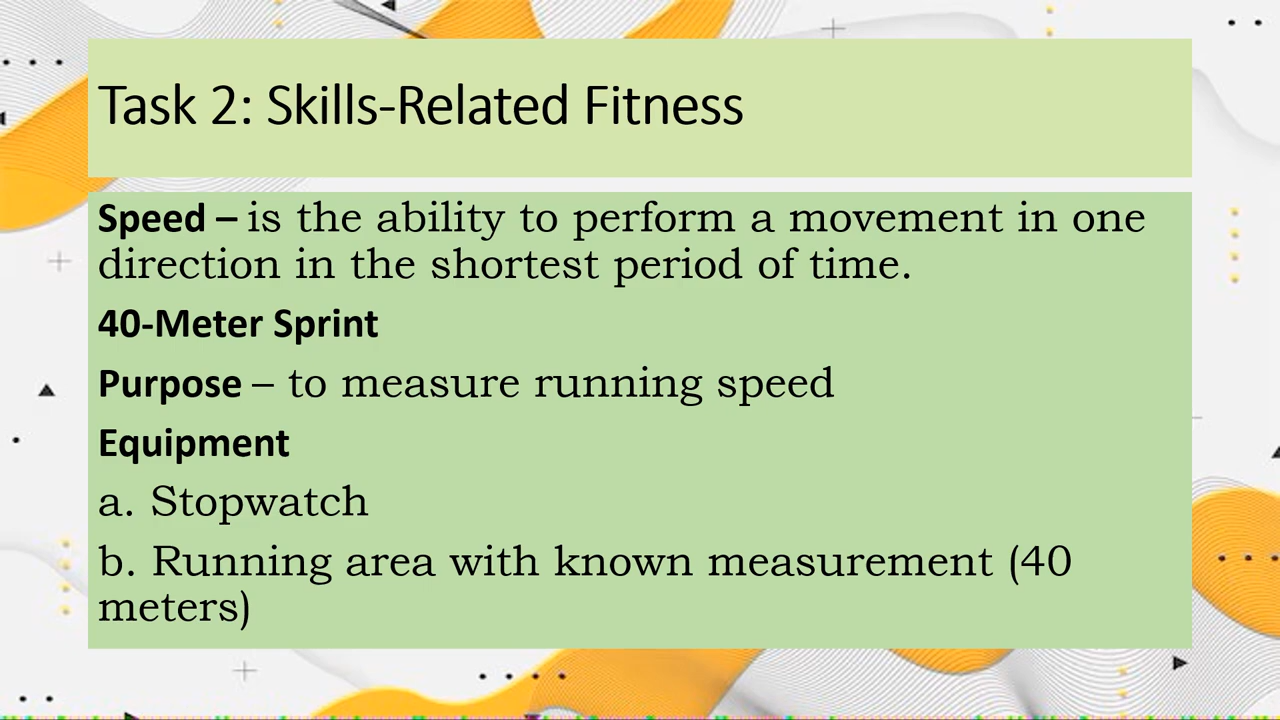 Task 2: Skills-Related Fitness
Speed – is the ability to perform a movement in one
direction in the shortest period of time.
40-Meter Sprint
Purpose – to measure running speed
Equipment
a. Stopwatch
b. Running area with known measurement (40
meters)